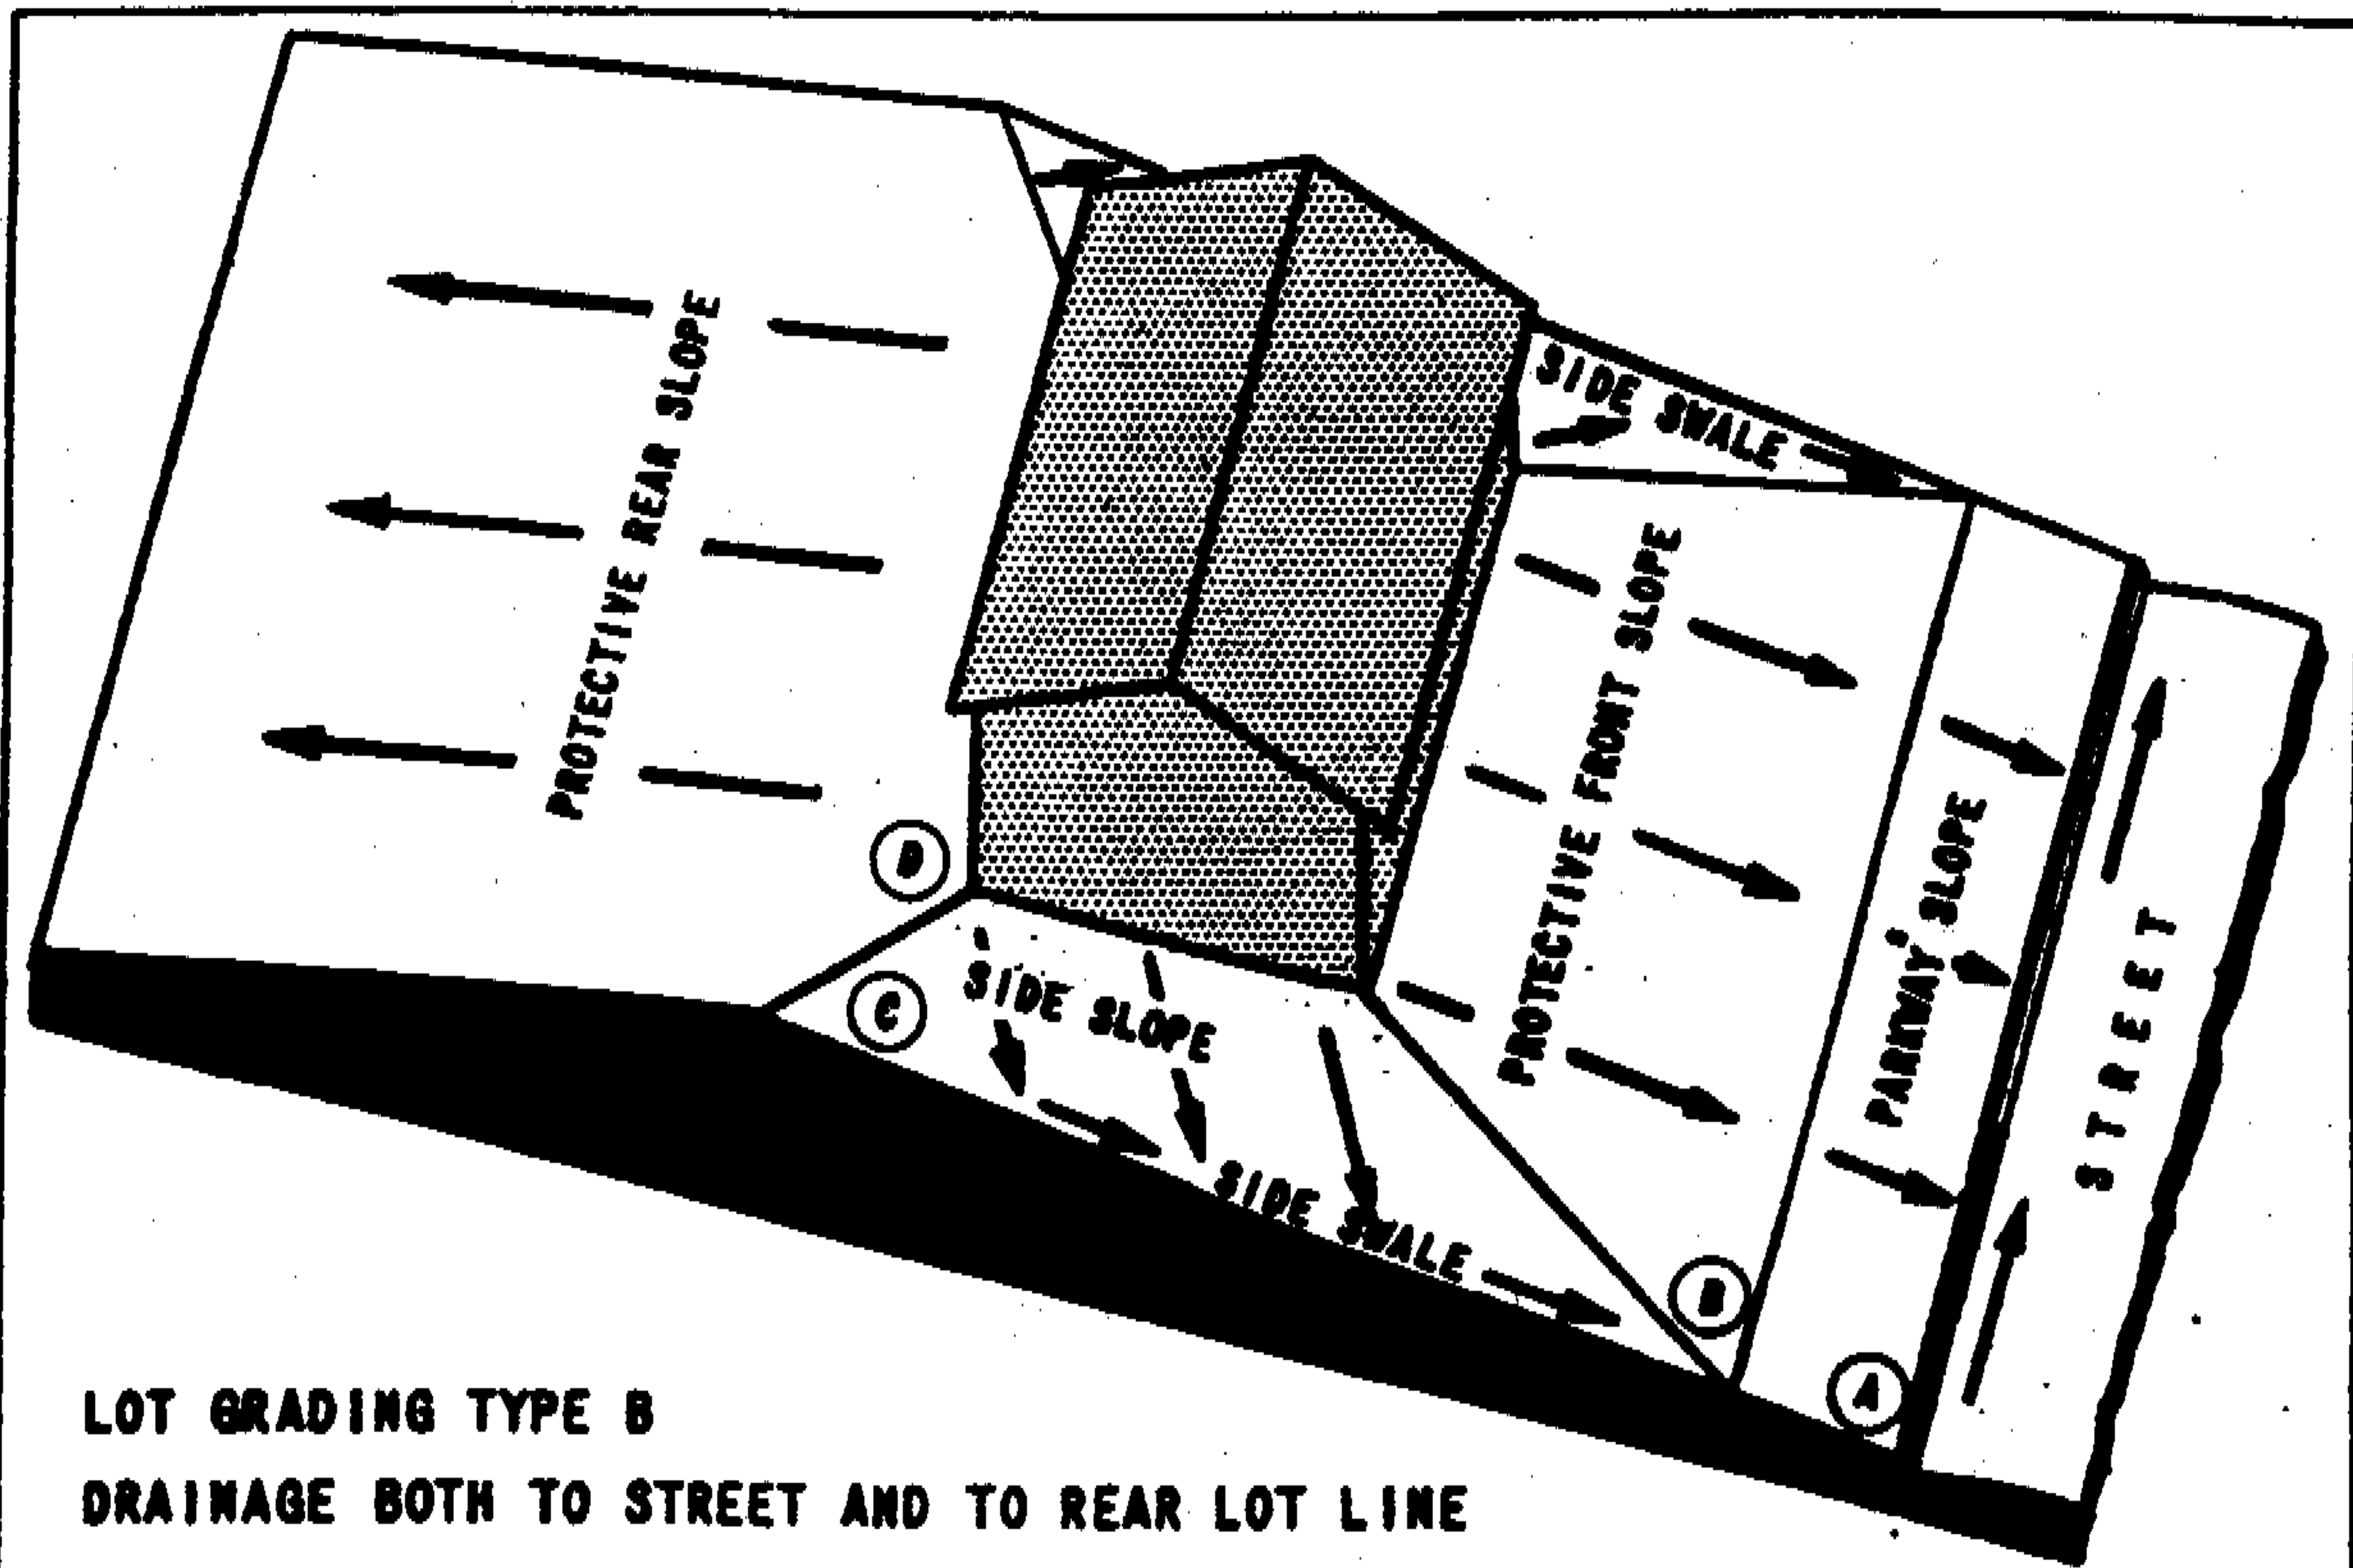 PROTECTIVE REAR SLOPE
SIDE SWALE
PROTECTIVE FRONT SLOPE
PARKWAY SLOPE
STREET
D
C
SIDE SLOPE
SIDE SWALE
B
A
LOT GRADING TYPE B
DRAINAGE BOTH TO STREET AND TO REAR LOT LINE